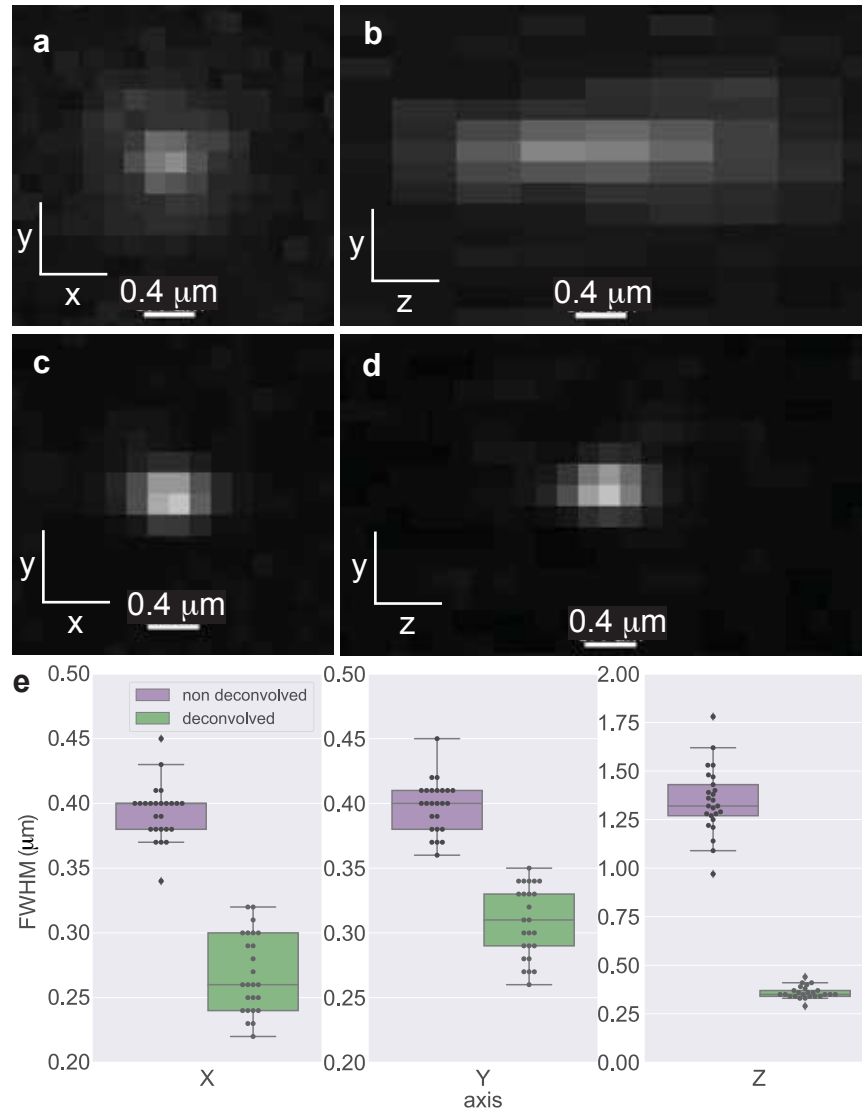 a
b
y
x
0.4 μm
y
z
0.4 μm
c
d
y
x
0.4 μm
y
z
0.4 μm
e
non deconvolved
deconvolved
FWHM (μm)
0.50
0.45
0.40
0.35
0.30
0.25
0.20
X
0.50
0.45
0.40
0.35
0.30
0.25
0.20
Y
2.00
1.75
1.50
1.25
1.00
0.75
0.50
0.25
0.00
Z
axis